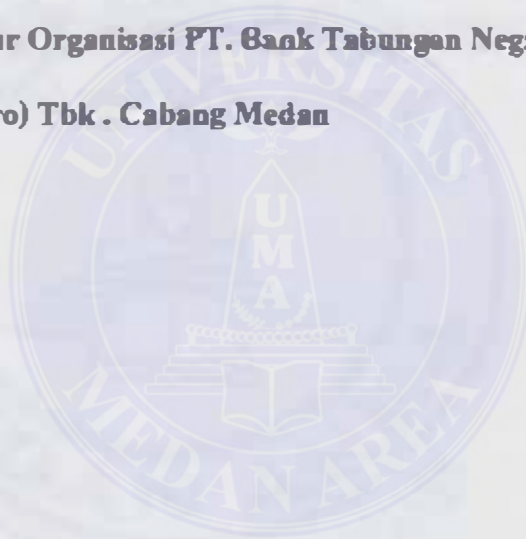 ur Organisasi PT. Bank Tabungan Neg
ro) Tbk . Cabang Medan
UNIVERSITAS
UMA
MEDAN AREA